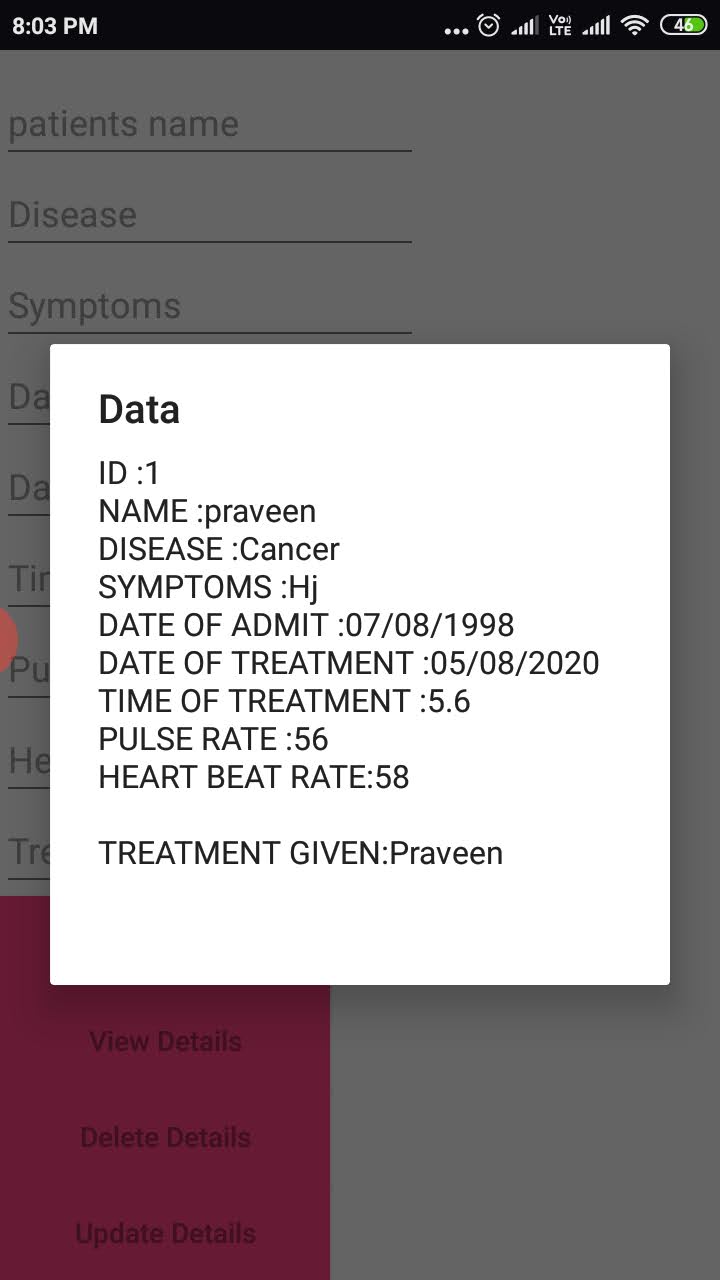 8:03 PM
Vo) LTE
46
patients name
Disease
Symptoms
Da
Da
Tir
Pu
He
Tre
Data
ID :1
NAME :praveen
DISEASE :Cancer
SYMPTOMS :Hj
DATE OF ADMIT :07/08/1998
DATE OF TREATMENT :05/08/2020
TIME OF TREATMENT :5.6
PULSE RATE :56
HEART BEAT RATE:58
TREATMENT GIVEN:Praveen
View Details
Delete Details
Update Details